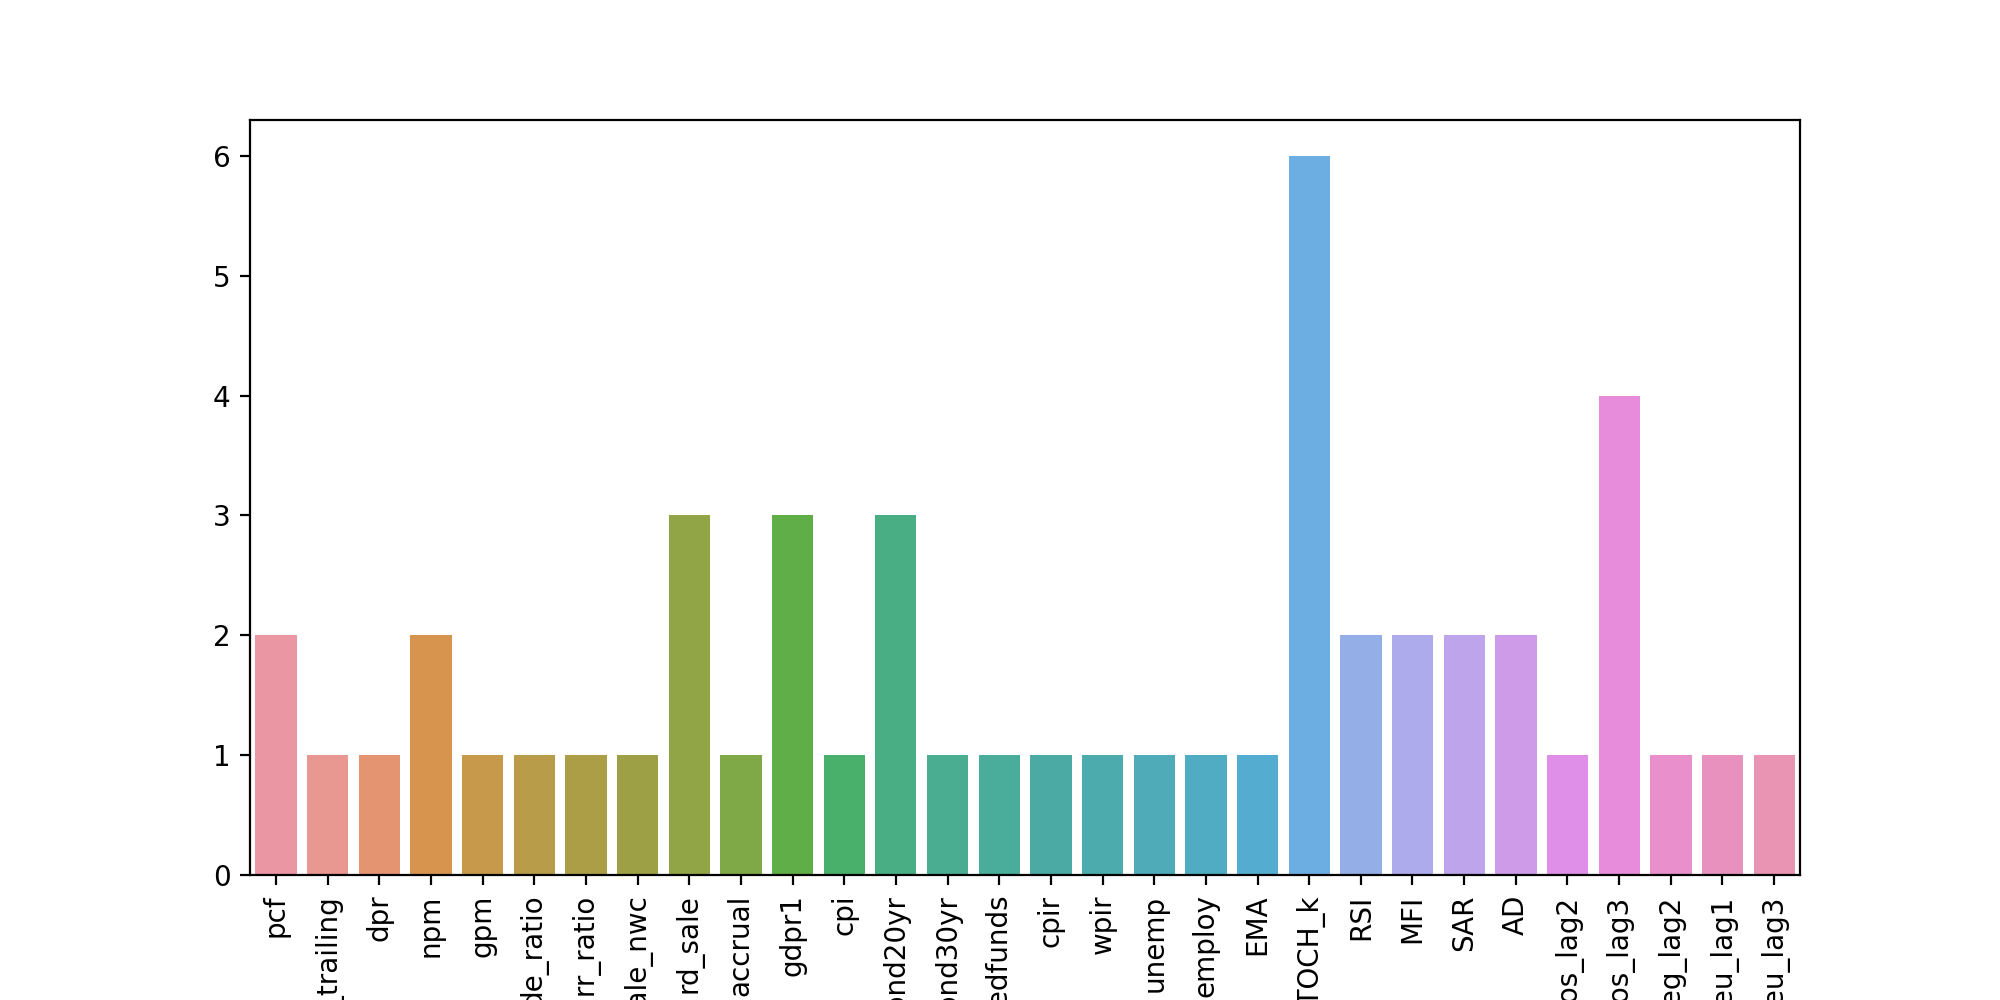 6
5
4
3
2
1
0
pcf
_trailing
dpr
npm
gpm
de_ratio
rr_ratio
ale_nwc
rd_sale
accrual
gdpr1
cpi
ond20yr
ond30yr
edfunds
cpir
wpir
unemp
employ
EMA
TOCH_k
RSI
MFI
SAR
AD
os_lag2
os_lag3
eg_lag2
eu_lag1
eu_lag3